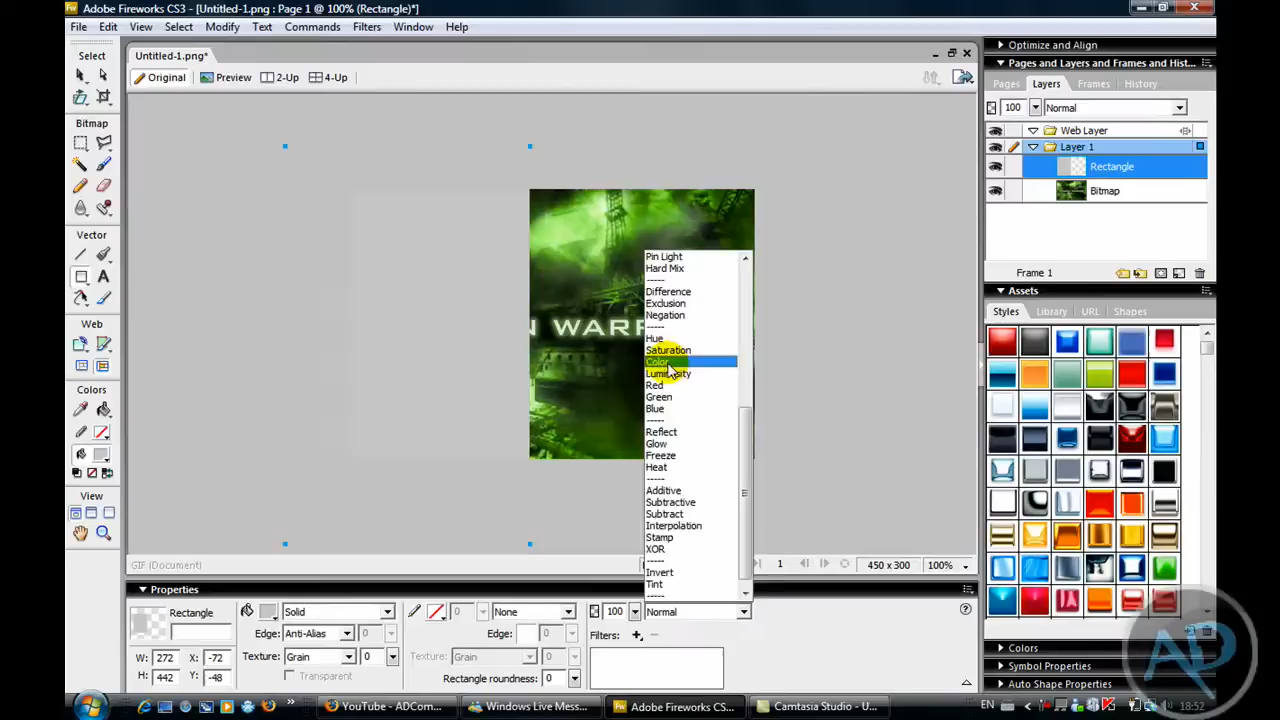 Adobe Fireworks CS3 - [Untitled-1.png : Page 1 @ 100% (Rectangle)*]
File Edit View Select Modify Text Commands Filters Window Help
Select
Untitled-1.png*
Original Preview 2-Up 4-Up
Bitmap
Vector
Web
Colors
View
N WARR
Pin Light
Hard Mix
-----
Difference
Exclusion
Negation
-----
Hue
Saturation
Color
Luminosity
Red
Green
Blue
-----
Reflect
Glow
Freeze
Heat
-----
Additive
Subtractive
Subtract
Interpolation
Stamp
XOR
-----
Invert
Tint
-----
GIF (Document)
1
450 x 300
100%
Optimize and Align
Pages and Layers and Frames and Hist...
Pages Layers Frames History
100 Normal
Web Layer
Layer 1
Rectangle
Bitmap
Frame 1
Assets
Styles Library URL Shapes
Colors
Symbol Properties
Auto Shape Properties
Properties
Rectangle
Solid
0
None
100
Normal
Edge: Anti-Alias 0
Edge: 0
Filters:
W: 272 X: -72
Texture: Grain 0
Texture: Grain 0
H: 442 Y: -48
Transparent
Rectangle roundness: 0
YouTube - ADCom...
Windows Live Mess...
Adobe Fireworks CS...
Camtasia Studio - U...
EN
18:52
AD